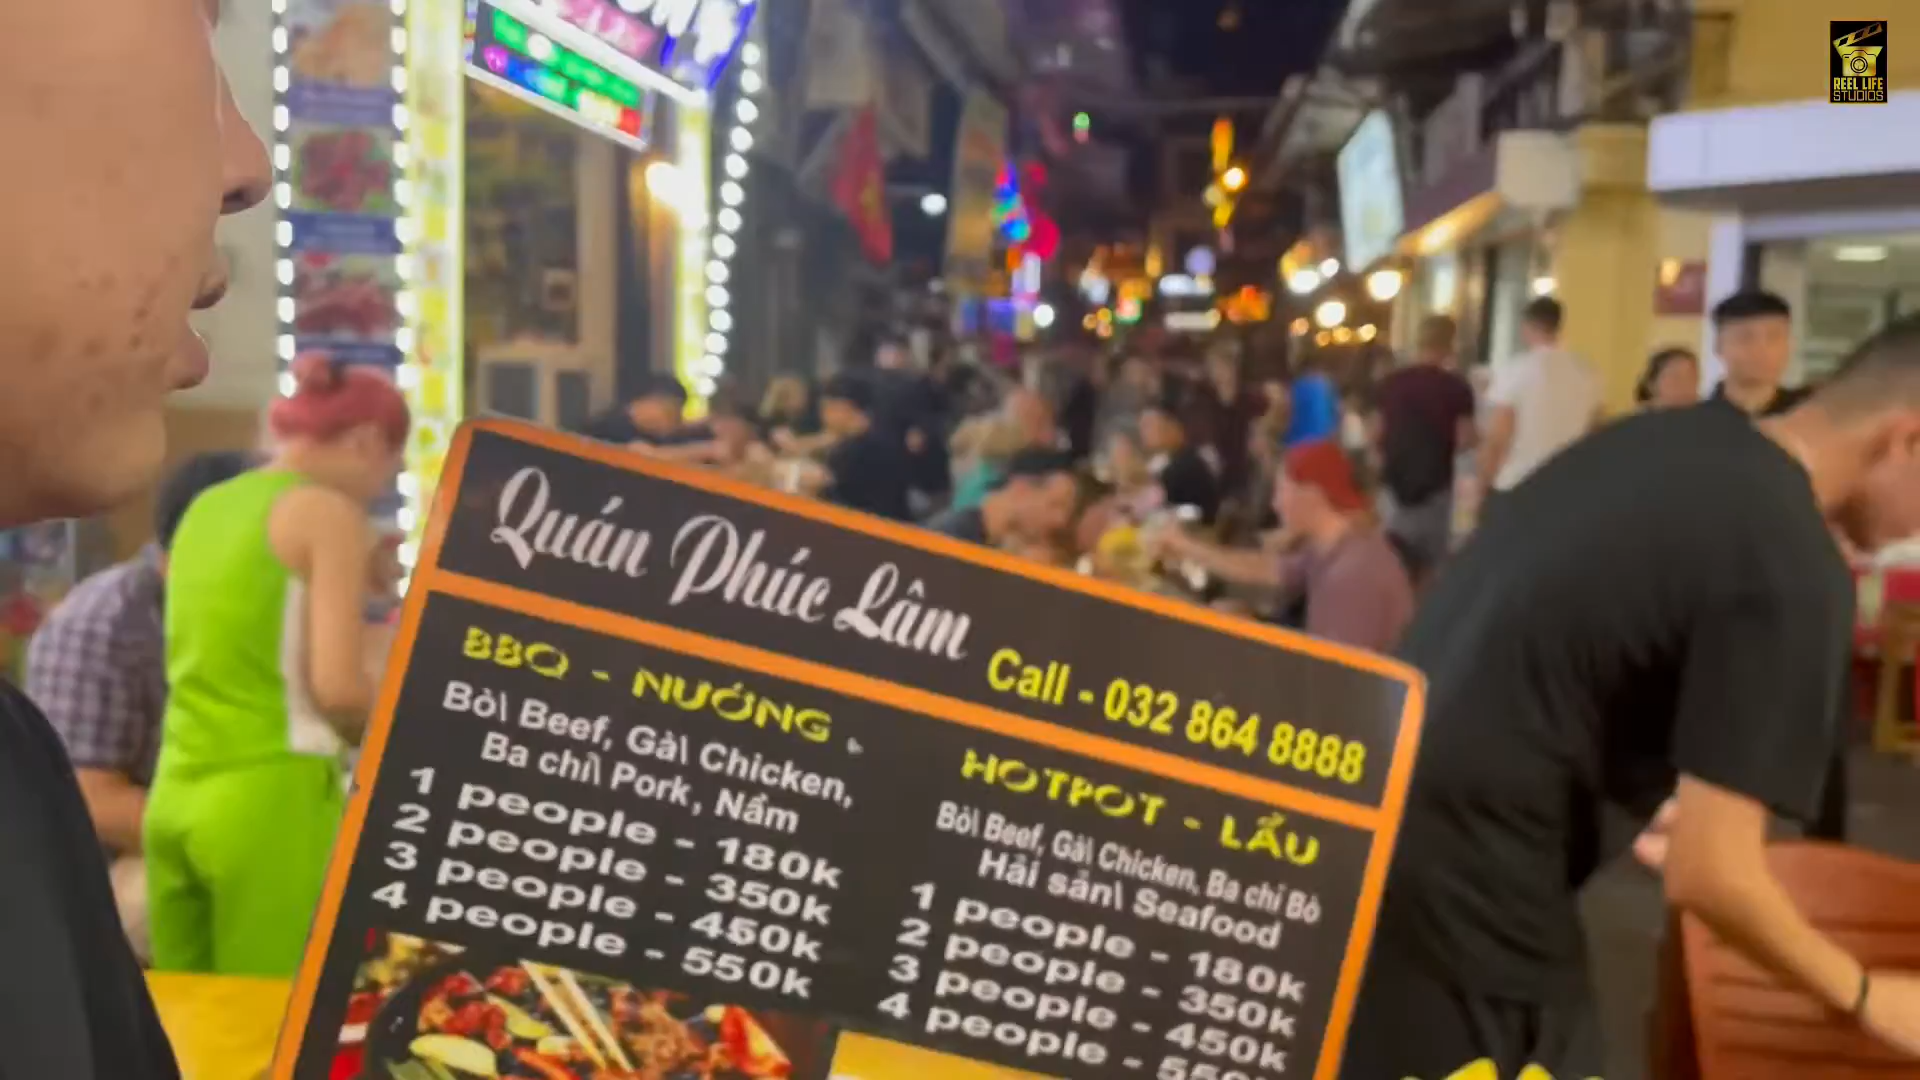 REEL LIFE
STUDIOS
Quán Phúc Lâm
Call - 032 864 8888
BBQ - NƯỚNG
Bò\ Beef, Gà\ Chicken,
Ba chỉ\ Pork, Nấm
1 people - 180k
2 people - 350k
3 people - 450k
4 people - 550k
HOTPOT - LẨU
Bò\ Beef, Gà\ Chicken, Ba chỉ Bò
Hải sản\ Seafood
1 people - 180k
2 people - 350k
3 people - 450k
4 people -